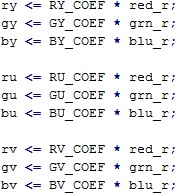 ry <= RY_COEF * red_r;
gy <= GY_COEF * grn_r;
by <= BY_COEF * blu_r;
ru <= RU_COEF * red_r;
gu <= GU_COEF * grn_r;
bu <= BU_COEF * blu_r;
rv <= RV_COEF * red_r;
gv <= GV_COEF * grn_r;
bv <= BV_COEF * blu_r;